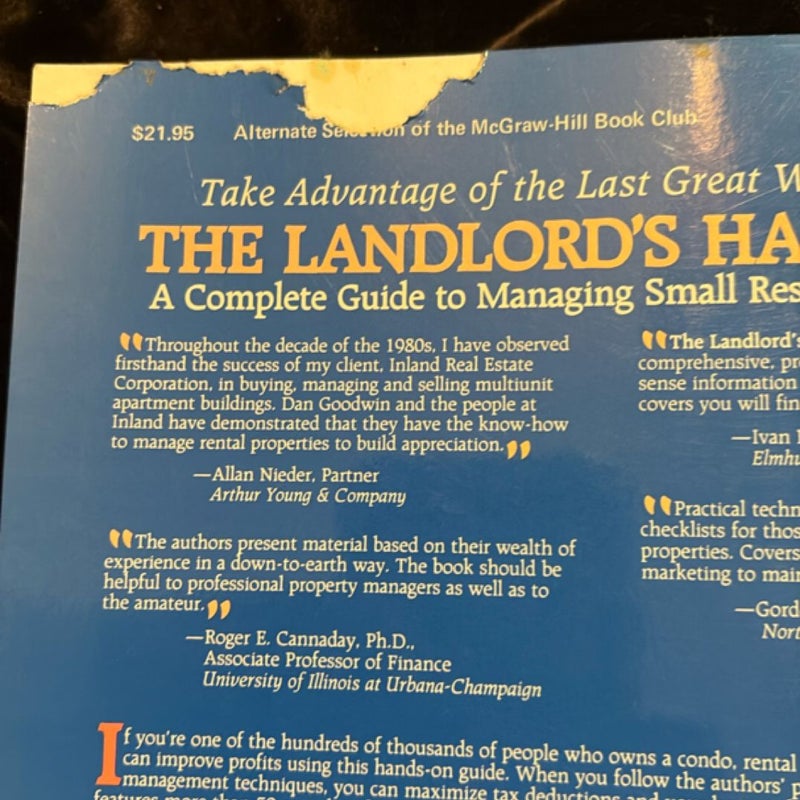 $21.95 Alternate Selection of the McGraw-Hill Book Club
Take Advantage of the Last Great W
THE LANDLORD'S HA
A Complete Guide to Managing Small Res
❝Throughout the decade of the 1980s, I have observed
firsthand the success of my client, Inland Real Estate
Corporation, in buying, managing and selling multiunit
apartment buildings. Dan Goodwin and the people at
Inland have demonstrated that they have the know-how
to manage rental properties to build appreciation.❞
—Allan Nieder, Partner
Arthur Young & Company
❝The authors present material based on their wealth of
experience in a down-to-earth way. The book should be
helpful to professional property managers as well as to
the amateur.❞
—Roger E. Cannaday, Ph.D.,
Associate Professor of Finance
University of Illinois at Urbana-Champaign
❝The Landlord's
comprehensive, pr
sense information
covers you will fin
—Ivan
Elmhu
❝Practical techn
checklists for thos
properties. Covers
marketing to main
—Gord
Nort
If you're one of the hundreds of thousands of people who owns a condo, rental
can improve profits using this hands-on guide. When you follow the authors' p
management techniques, you can maximize tax deductions and
features more than 50